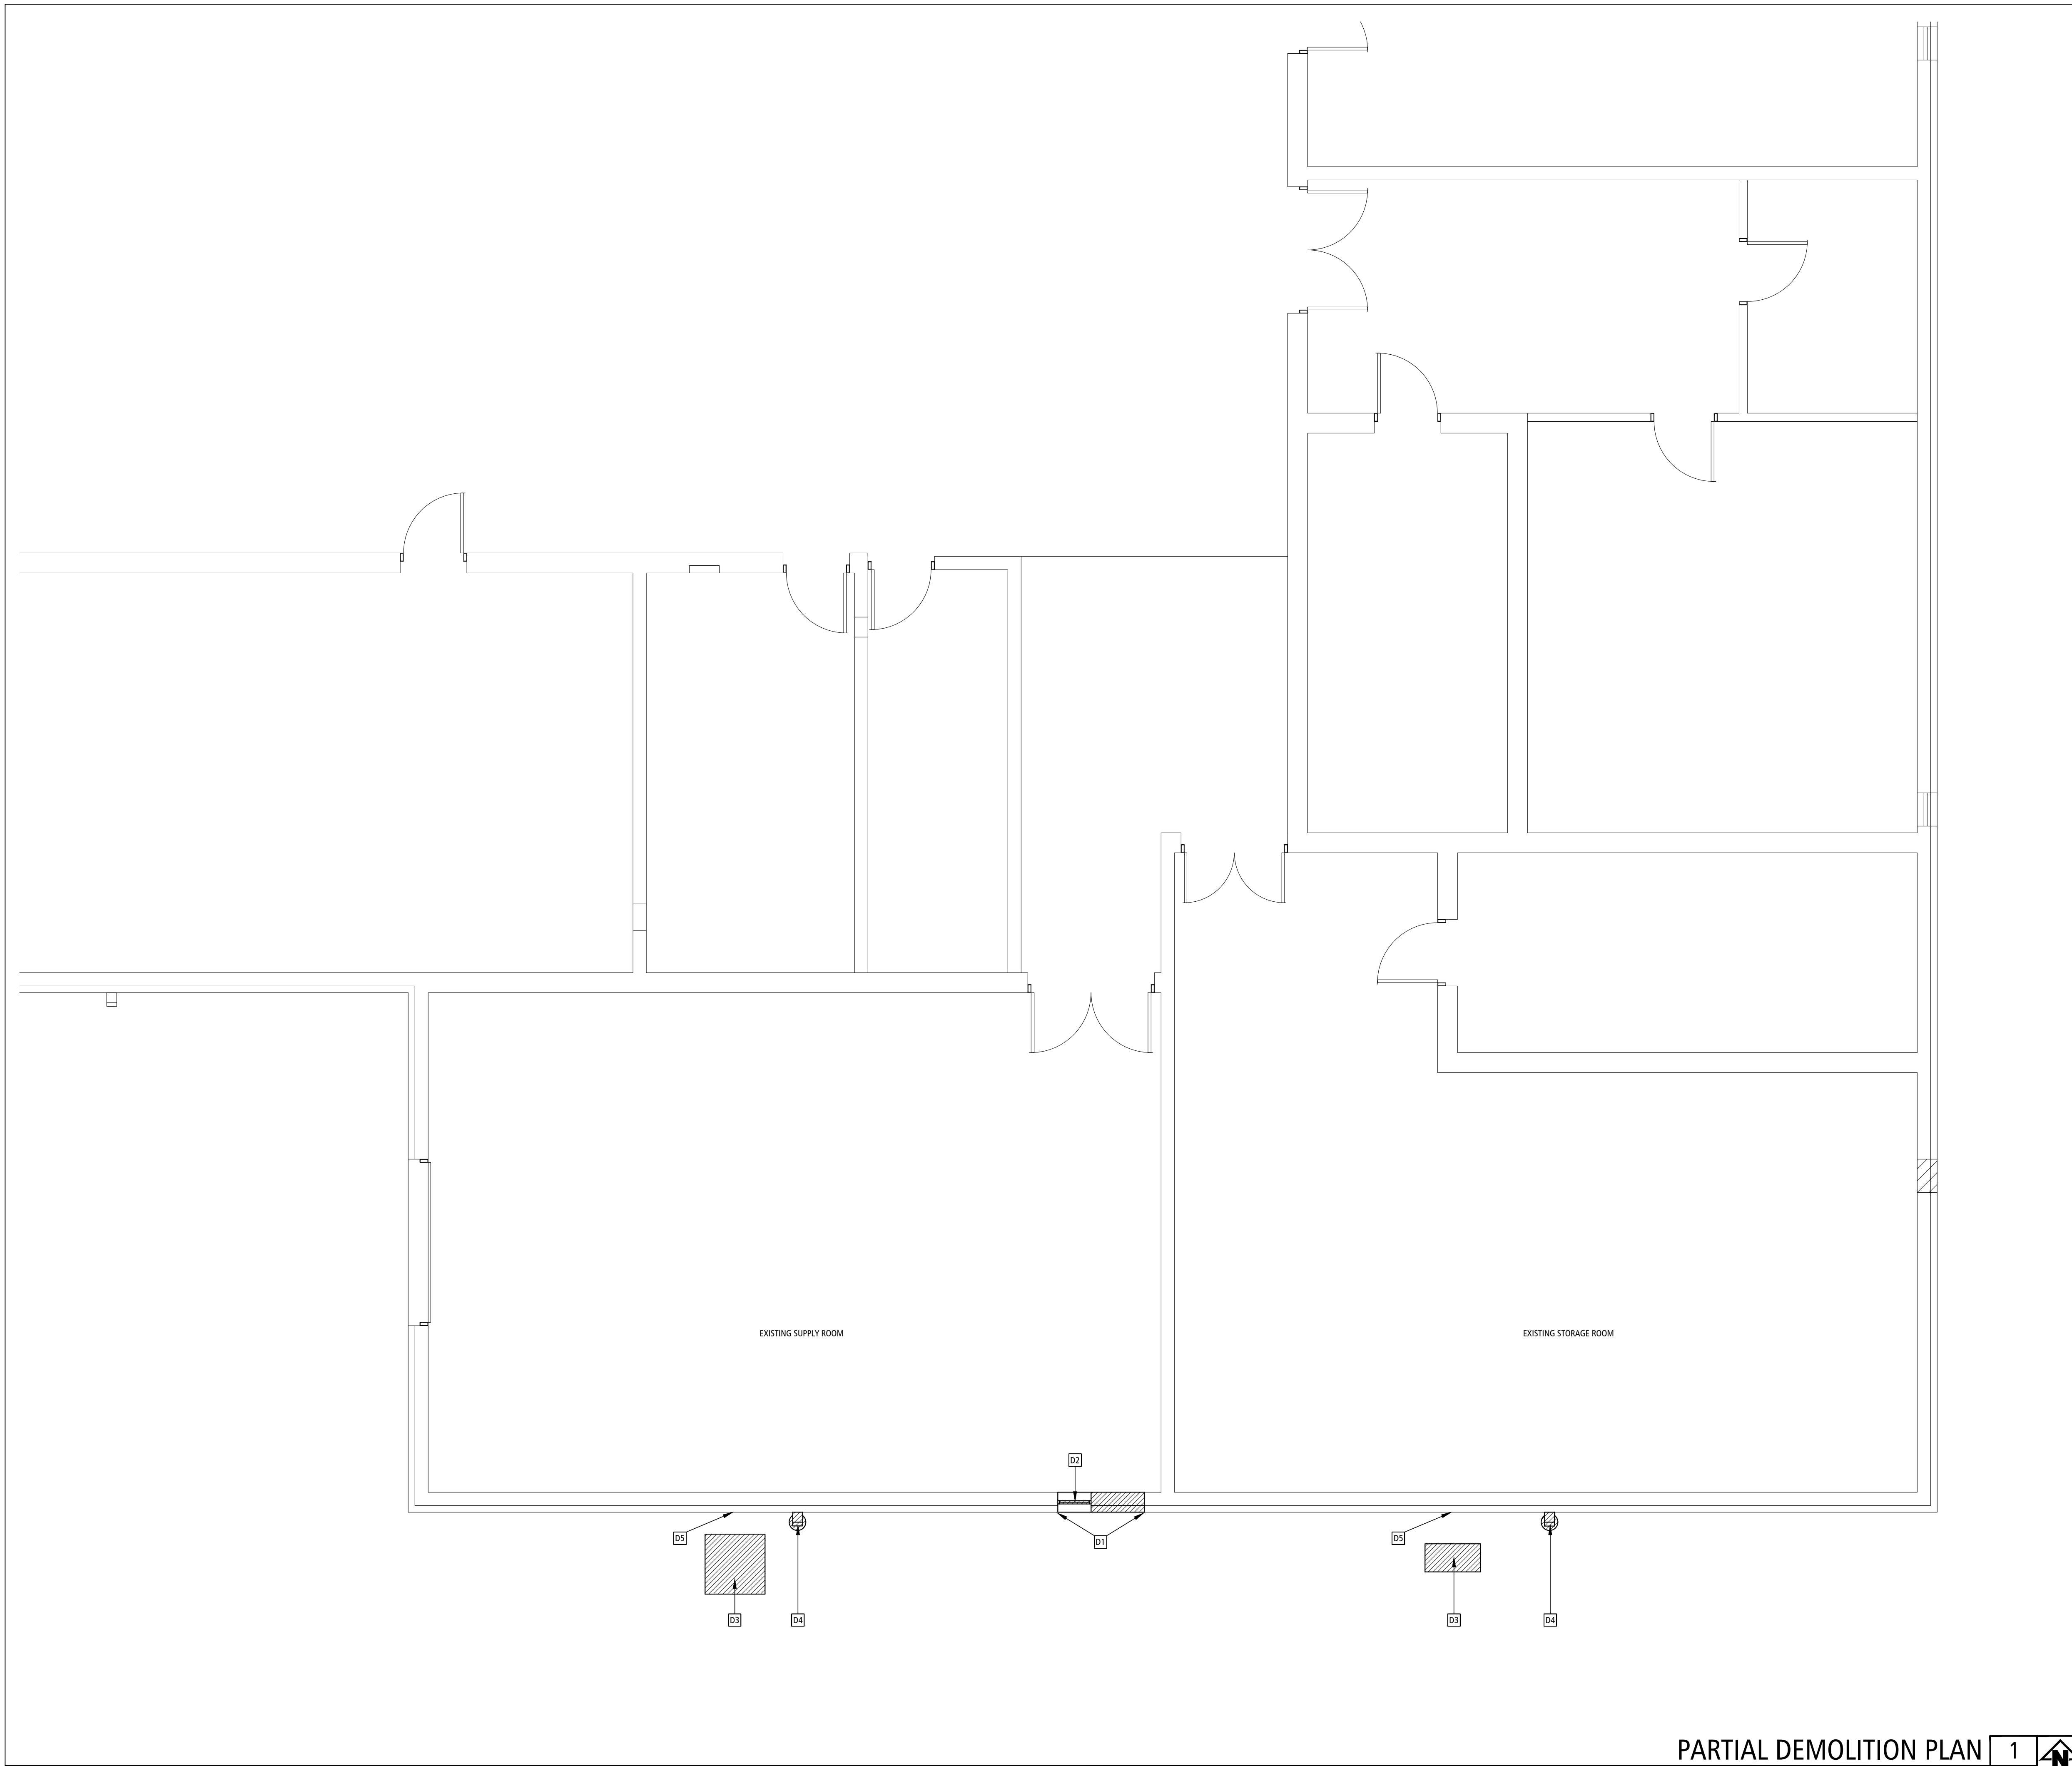 EXISTING SUPPLY ROOM
EXISTING STORAGE ROOM
D2
D5
D1
D5
D3
D4
D3
D4
PARTIAL DEMOLITION PLAN 1
N